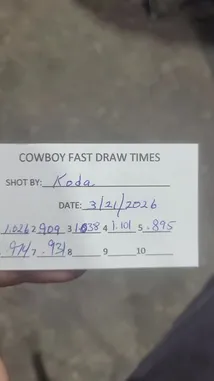 COWBOY FAST DRAW TIMES
SHOT BY: Koda
DATE: 3/21/2026
1.026 2 .909 3 1.038 4 1.101 5 .895
.974 7 .931 8 9 10